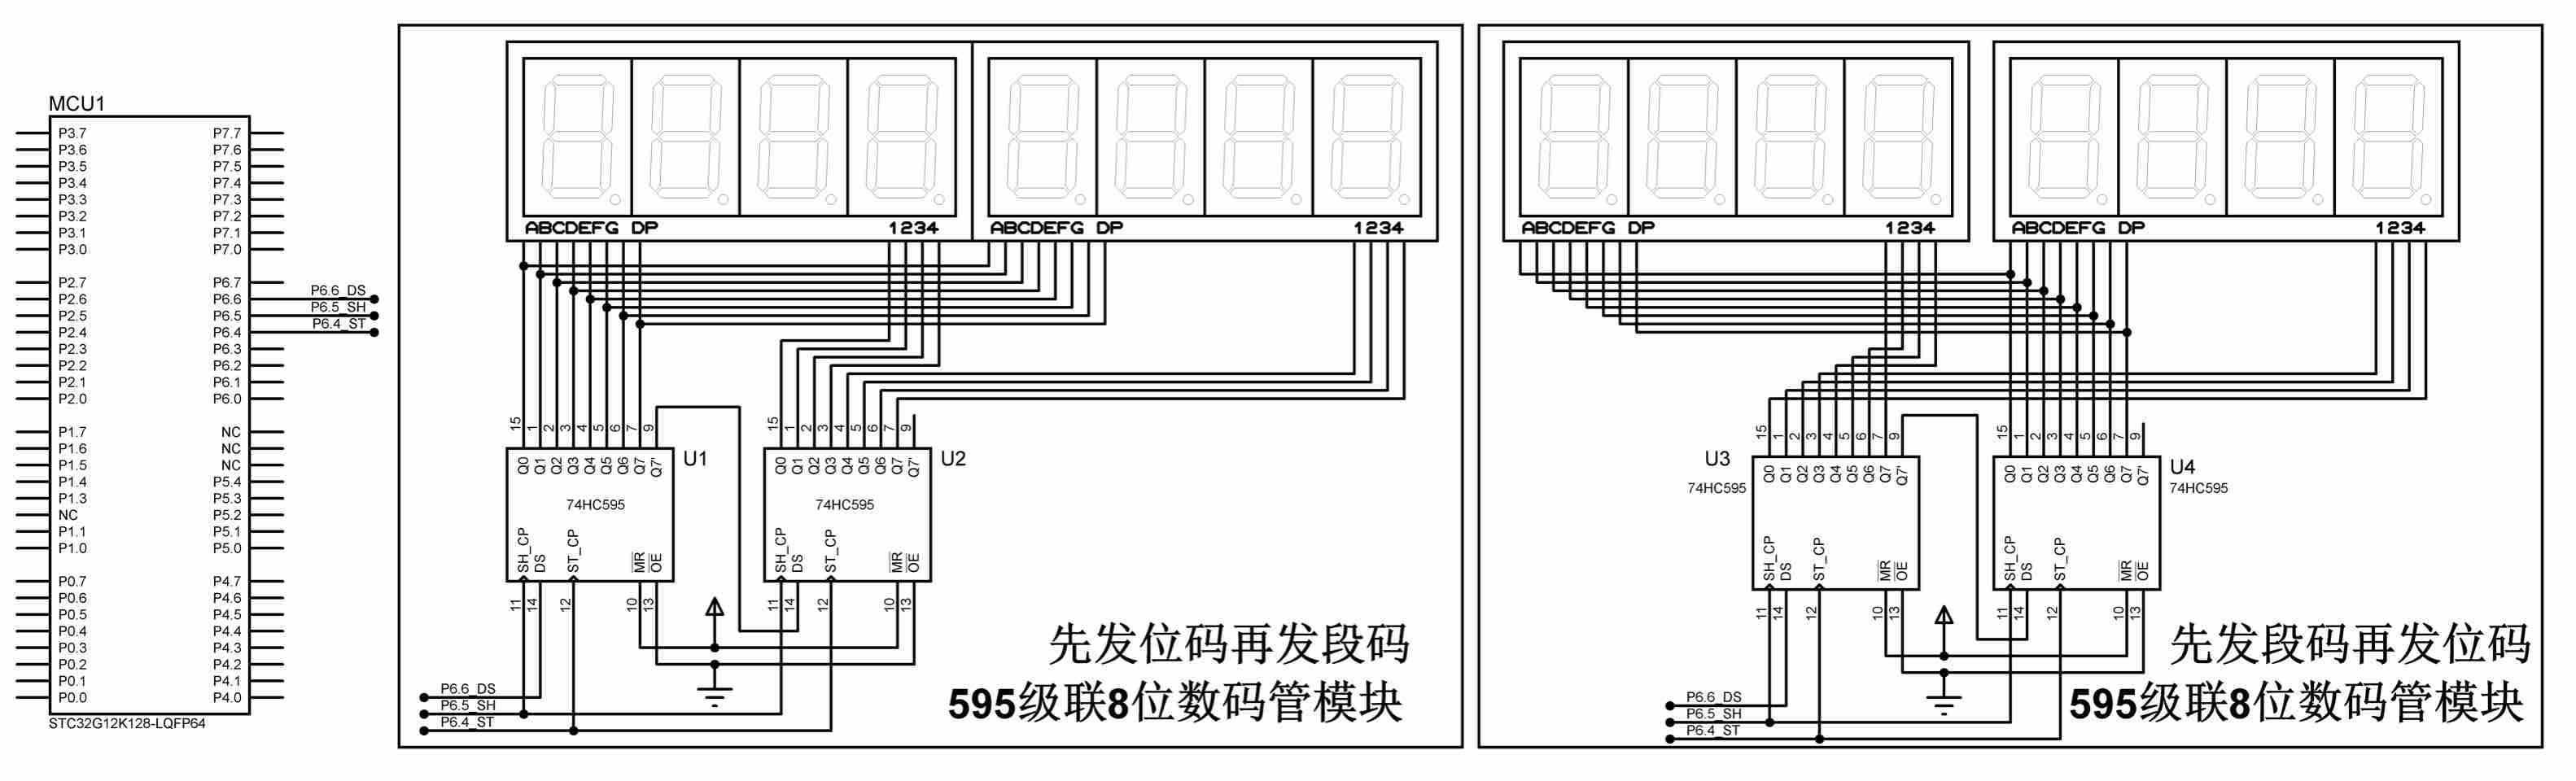 MCU1
P3.7 P7.7
P3.6 P7.6
P3.5 P7.5
P3.4 P7.4
P3.3 P7.3
P3.2 P7.2
P3.1 P7.1
P3.0 P7.0
P2.7 P6.7
P2.6 P6.6 P6.6_DS
P2.5 P6.5 P6.5_SH
P2.4 P6.4 P6.4_ST
P2.3 P6.3
P2.2 P6.2
P2.1 P6.1
P2.0 P6.0
P1.7 NC
P1.6 NC
P1.5 NC
P1.4 P5.4
P1.3 P5.3
NC P5.2
P1.1 P5.1
P1.0 P5.0
P0.7 P4.7
P0.6 P4.6
P0.5 P4.5
P0.4 P4.4
P0.3 P4.3
P0.2 P4.2
P0.1 P4.1
P0.0 P4.0
STC32G12K128-LQFP64
ABCDEFG DP 1234 ABCDEFG DP 1234
15 1 2 3 4 5 6 7 9 15 1 2 3 4 5 6 7 9
Q0 Q1 Q2 Q3 Q4 Q5 Q6 Q7 Q7' U1 Q0 Q1 Q2 Q3 Q4 Q5 Q6 Q7 Q7' U2
74HC595 74HC595
SH_CP DS ST_CP MR OE SH_CP DS ST_CP MR OE
11 14 12 10 13 11 14 12 10 13
先发位码再发段码
595级联8位数码管模块
P6.6_DS
P6.5_SH
P6.4_ST
ABCDEFG DP 1234 ABCDEFG DP 1234
15 1 2 3 4 5 6 7 9 15 1 2 3 4 5 6 7 9
U3 Q0 Q1 Q2 Q3 Q4 Q5 Q6 Q7 Q7' Q0 Q1 Q2 Q3 Q4 Q5 Q6 Q7 Q7' U4
74HC595 74HC595
SH_CP DS ST_CP MR OE SH_CP DS ST_CP MR OE
11 14 12 10 13 11 14 12 10 13
先发段码再发位码
595级联8位数码管模块
P6.6_DS
P6.5_SH
P6.4_ST